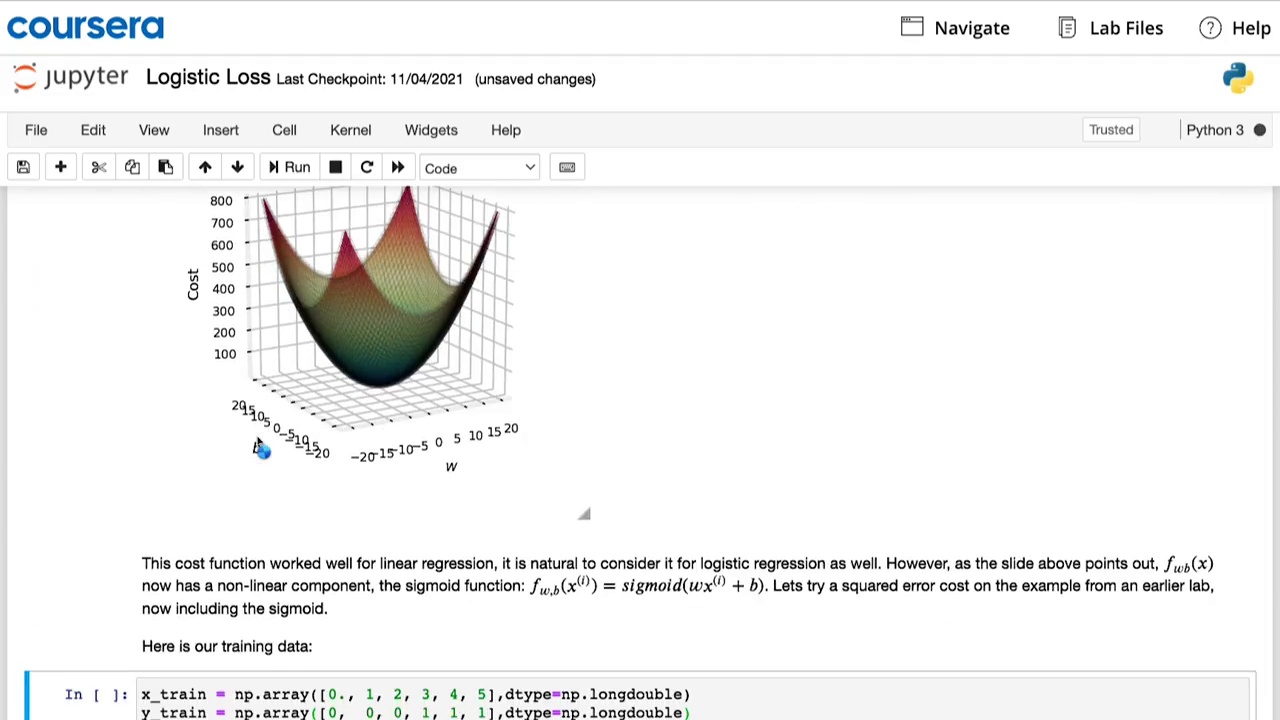 coursera
Navigate
Lab Files
Help
jupyter Logistic Loss Last Checkpoint: 11/04/2021 (unsaved changes)
File Edit View Insert Cell Kernel Widgets Help
Trusted Python 3
Run Code
800
700
600
500
400
300
200
100
Cost
20 15 10 5 0 −5 −10 −15 −20
−20 −15 −10 −5 0 5 10 15 20
w
This cost function worked well for linear regression, it is natural to consider it for logistic regression as well. However, as the slide above points out, f_wb(x)
now has a non-linear component, the sigmoid function: f_w,b(x^(i)) = sigmoid(wx^(i) + b). Lets try a squared error cost on the example from an earlier lab,
now including the sigmoid.
Here is our training data:
In [ ]: x_train = np.array([0., 1, 2, 3, 4, 5],dtype=np.longdouble)
y_train = np.array([0, 0, 0, 1, 1, 1],dtype=np.longdouble)